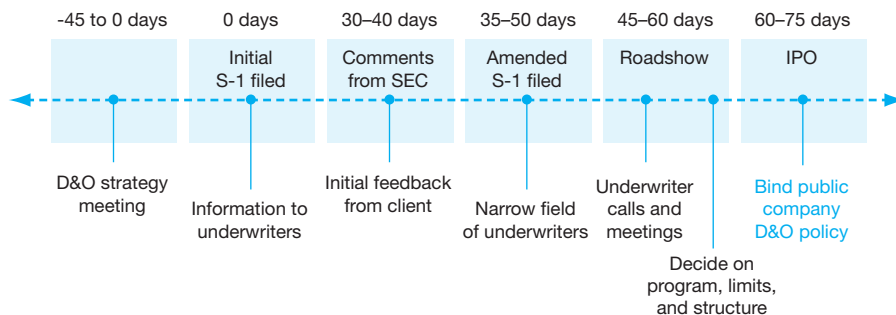 -45 to 0 days
0 days
30–40 days
35–50 days
45–60 days
60–75 days
Initial
S-1 filed
Comments
from SEC
Amended
S-1 filed
Roadshow
IPO
D&O strategy
meeting
Information to
underwriters
Initial feedback
from client
Narrow field
of underwriters
Underwriter
calls and
meetings
Decide on
program, limits,
and structure
Bind public
company
D&O policy